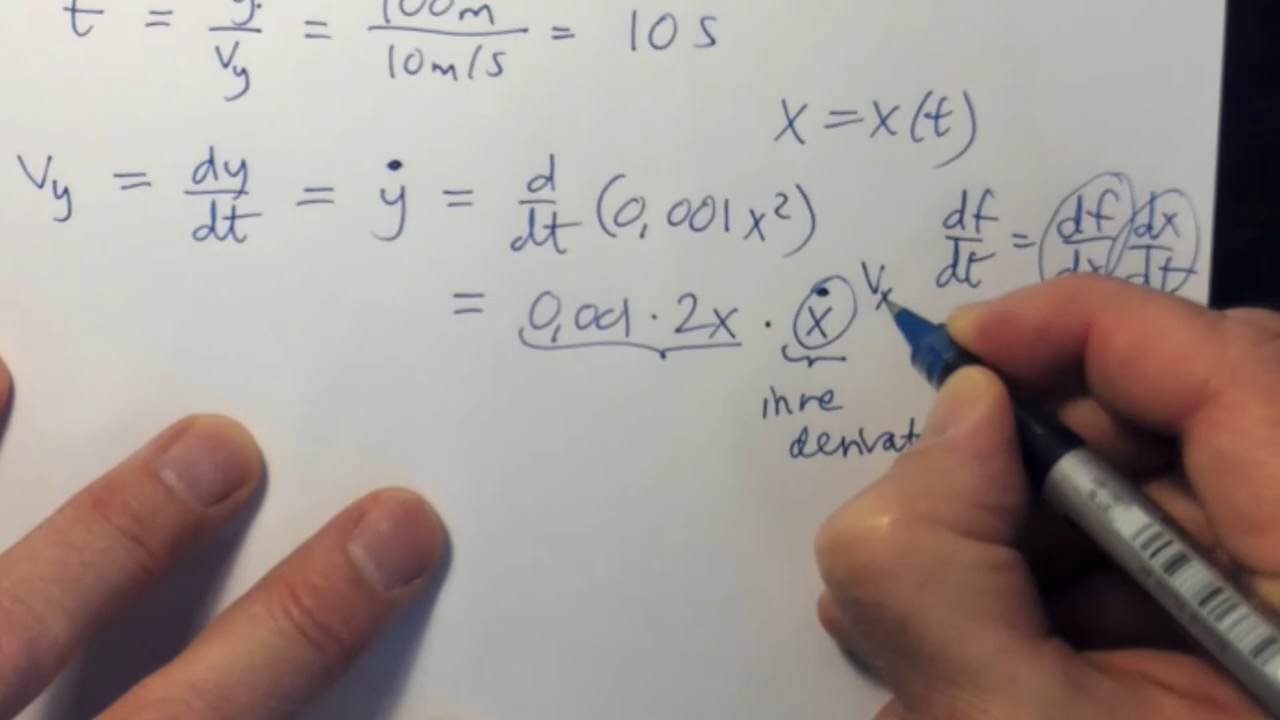 t = y/v_y = 100m/10m/s = 10 s
x = x(t)
v_y = dy/dt = ẏ = d/dt (0,001x²)
df/dt = df/dx dx/dt
= 0,001 · 2x · ẋ v_x
inre
derivat